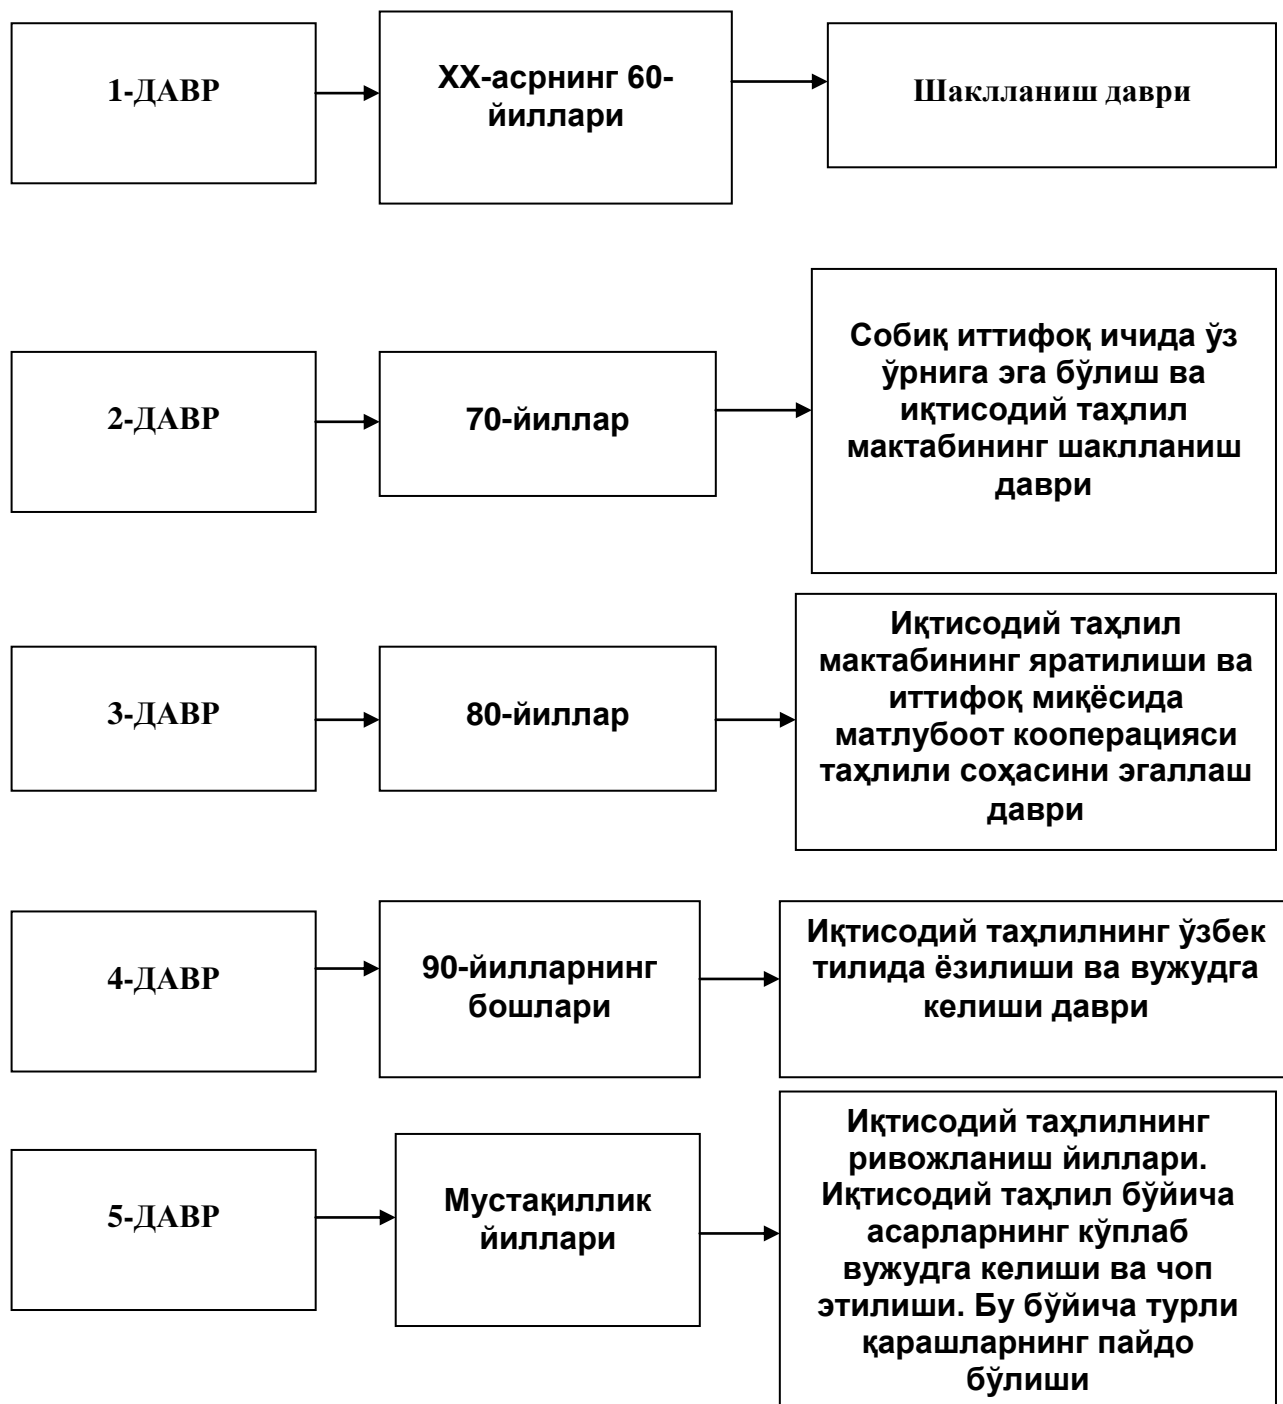 1-ДАВР
ХХ-асрнинг 60-
йиллари
Шаклланиш даври
2-ДАВР
70-йиллар
Собиқ иттифоқ ичида ўз
ўрнига эга бўлиш ва
иқтисодий таҳлил
мактабининг шаклланиш
даври
3-ДАВР
80-йиллар
Иқтисодий таҳлил
мактабининг яратилиши ва
иттифоқ миқёсида
матлубоот кооперацияси
таҳлили соҳасини эгаллаш
даври
4-ДАВР
90-йилларнинг
бошлари
Иқтисодий таҳлилнинг ўзбек
тилида ёзилиши ва вужудга
келиши даври
5-ДАВР
Мустақиллик
йиллари
Иқтисодий таҳлилнинг
ривожланиш йиллари.
Иқтисодий таҳлил бўйича
асарларнинг кўплаб
вужудга келиши ва чоп
этилиши. Бу бўйича турли
қарашларнинг пайдо
бўлиши